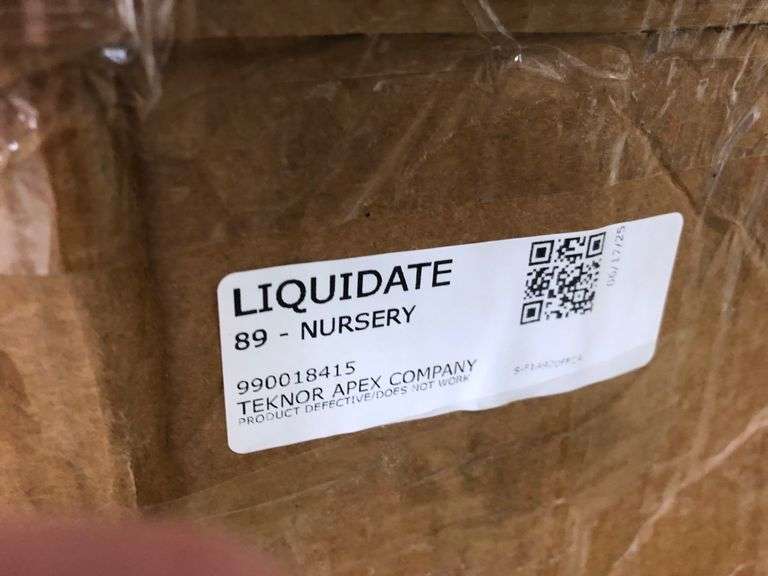 LIQUIDATE
89 - NURSERY
990018415
TEKNOR APEX COMPANY
PRODUCT DEFECTIVE/DOES NOT WORK
06/17/25